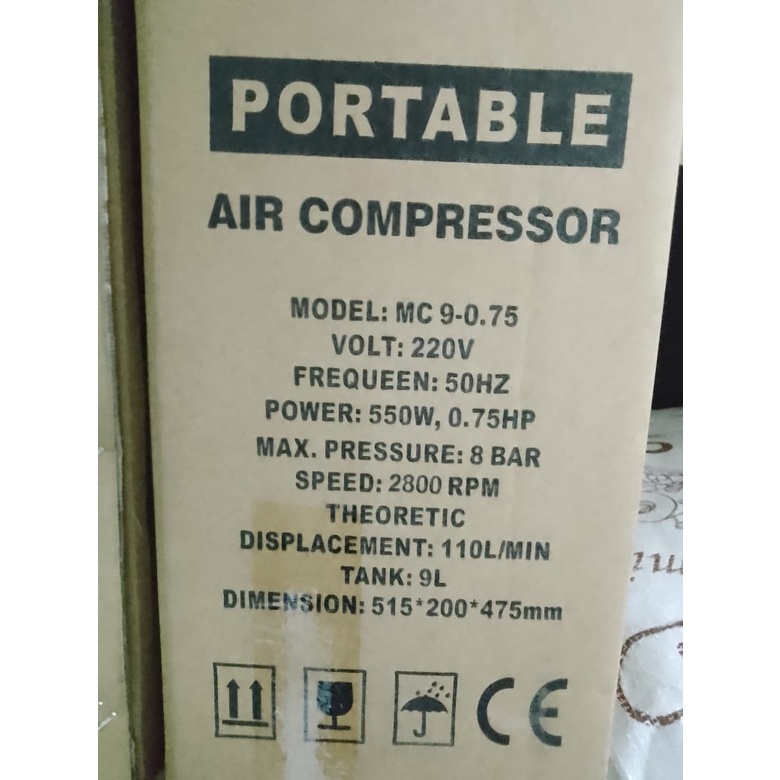 PORTABLE
AIR COMPRESSOR
MODEL: MC 9-0.75
VOLT: 220V
FREQUEEN: 50HZ
POWER: 550W, 0.75HP
MAX. PRESSURE: 8 BAR
SPEED: 2800 RPM
THEORETIC
DISPLACEMENT: 110L/MIN
TANK: 9L
DIMENSION: 515*200*475mm
CE